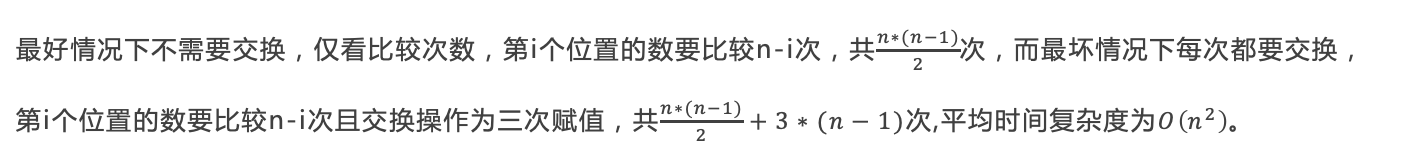 最好情况下不需要交换，仅看比较次数，第i个位置的数要比较n-i次，共$\frac{n*(n-1)}{2}$次，而最坏情况下每次都要交换，
第i个位置的数要比较n-i次且交换操作为三次赋值，共$\frac{n*(n-1)}{2} + 3 * (n - 1)$次,平均时间复杂度为$O(n^2)$。